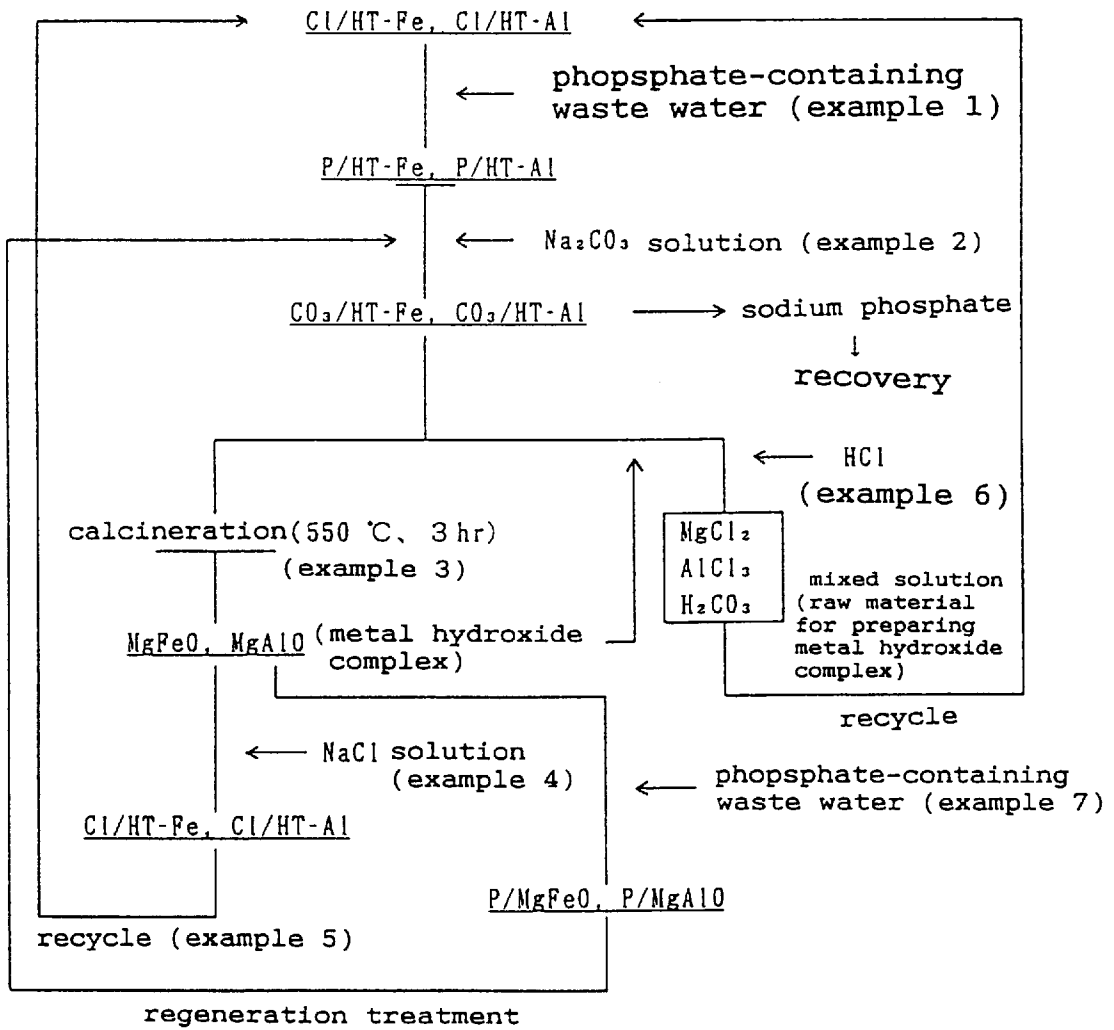 Cl/HT-Fe, Cl/HT-Al
phopsphate-containing
waste water (example 1)
P/HT-Fe, P/HT-Al
Na₂CO₃ solution (example 2)
CO₃/HT-Fe, CO₃/HT-Al
sodium phosphate
↓
recovery
HCl
(example 6)
calcineration(550 ℃、3 hr)
(example 3)
MgCl₂
AlCl₃
H₂CO₃
mixed solution
(raw material
for preparing
metal hydroxide
complex)
MgFeO, MgAlO (metal hydroxide
complex)
recycle
NaCl solution
(example 4)
phopsphate-containing
waste water (example 7)
Cl/HT-Fe, Cl/HT-Al
P/MgFeO, P/MgAlO
recycle (example 5)
regeneration treatment